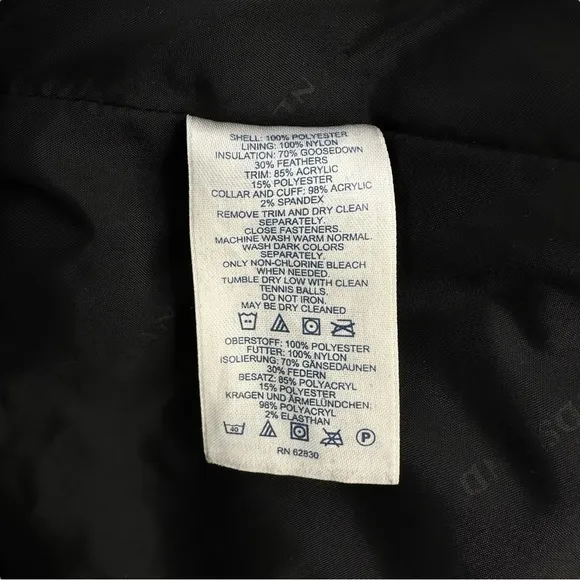 SHELL: 100% POLYESTER
LINING: 100% NYLON
INSULATION: 70% GOOSEDOWN
30% FEATHERS
TRIM: 85% ACRYLIC
15% POLYESTER
COLLAR AND CUFF: 98% ACRYLIC
2% SPANDEX
REMOVE TRIM AND DRY CLEAN
SEPARATELY.
CLOSE FASTENERS.
MACHINE WASH WARM NORMAL.
WASH DARK COLORS
SEPARATELY.
ONLY NON-CHLORINE BLEACH
WHEN NEEDED.
TUMBLE DRY LOW WITH CLEAN
TENNIS BALLS.
DO NOT IRON.
MAY BE DRY CLEANED
OBERSTOFF: 100% POLYESTER
FUTTER: 100% NYLON
ISOLIERUNG: 70% GÄNSEDAUNEN
30% FEDERN
BESATZ: 85% POLYACRYL
15% POLYESTER
KRAGEN UND ÄRMELÜNDCHEN:
98% POLYACRYL
2% ELASTHAN
40 P
RN 62830